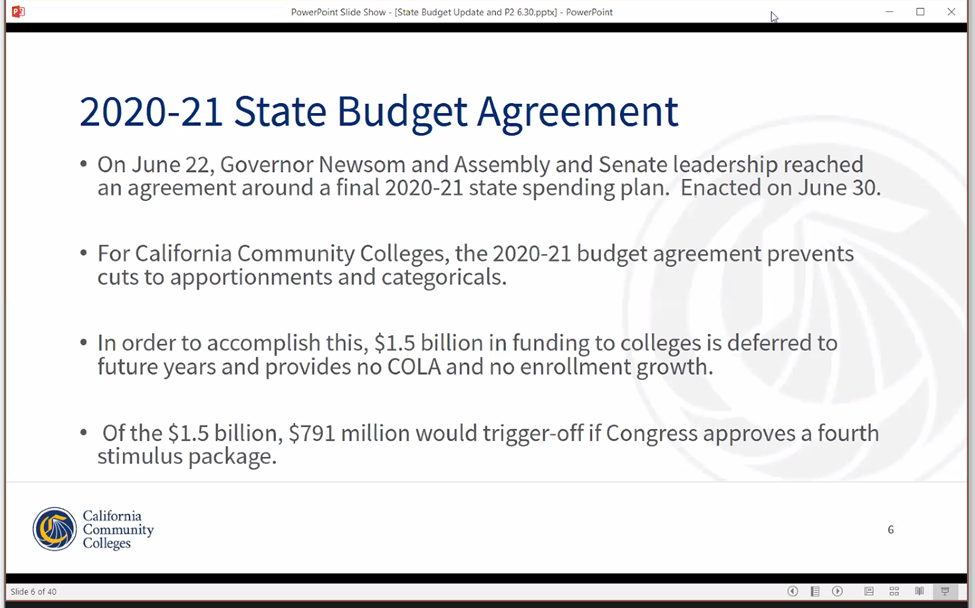 PowerPoint Slide Show - [State Budget Update and P2 6.30.pptx] - PowerPoint
2020-21 State Budget Agreement
• On June 22, Governor Newsom and Assembly and Senate leadership reached
an agreement around a final 2020-21 state spending plan.  Enacted on June 30.
• For California Community Colleges, the 2020-21 budget agreement prevents
cuts to apportionments and categoricals.
• In order to accomplish this, $1.5 billion in funding to colleges is deferred to
future years and provides no COLA and no enrollment growth.
• Of the $1.5 billion, $791 million would trigger-off if Congress approves a fourth
stimulus package.
California
Community
Colleges
6
Slide 6 of 40